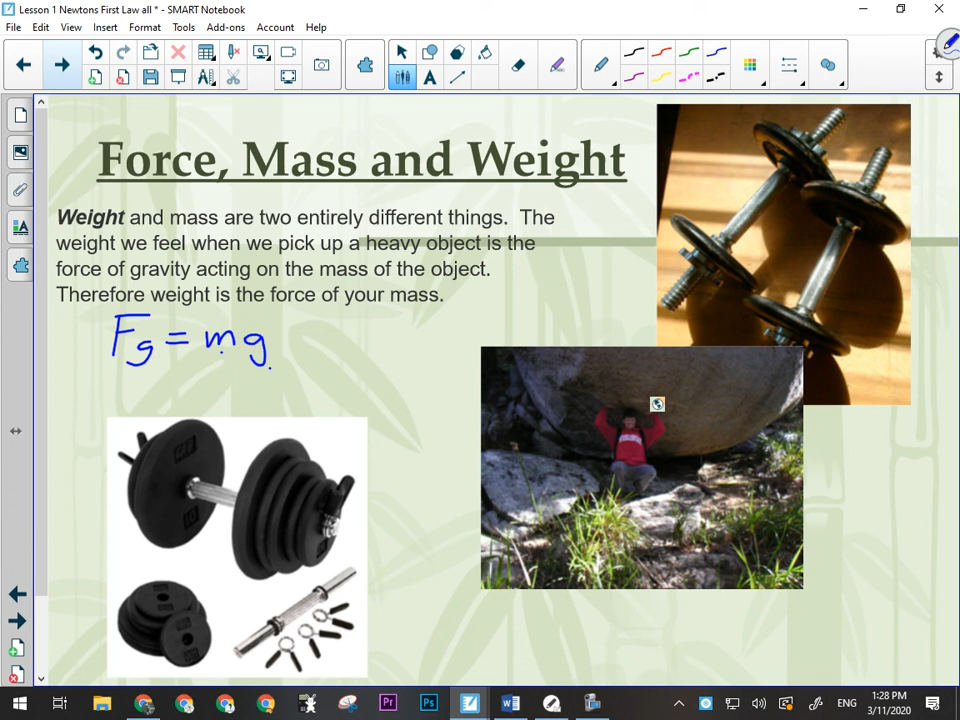 Lesson 1 Newtons First Law all * - SMART Notebook
File Edit View Insert Format Tools Add-ons Account Help
Force, Mass and Weight
Weight and mass are two entirely different things. The
weight we feel when we pick up a heavy object is the
force of gravity acting on the mass of the object.
Therefore weight is the force of your mass.
Fg = mg
ENG
1:28 PM
3/11/2020